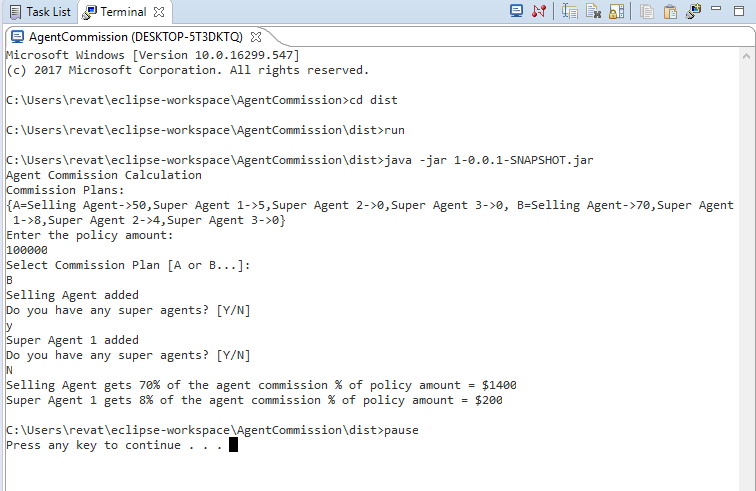 Task List Terminal
AgentCommission (DESKTOP-5T3DKTQ)
Microsoft Windows [Version 10.0.16299.547]
(c) 2017 Microsoft Corporation. All rights reserved.
C:\Users\revat\eclipse-workspace\AgentCommission>cd dist
C:\Users\revat\eclipse-workspace\AgentCommission\dist>run
C:\Users\revat\eclipse-workspace\AgentCommission\dist>java -jar 1-0.0.1-SNAPSHOT.jar
Agent Commission Calculation
Commission Plans:
{A=Selling Agent->50,Super Agent 1->5,Super Agent 2->0,Super Agent 3->0, B=Selling Agent->70,Super Agent
1->8,Super Agent 2->4,Super Agent 3->0}
Enter the policy amount:
100000
Select Commission Plan [A or B...]:
B
Selling Agent added
Do you have any super agents? [Y/N]
y
Super Agent 1 added
Do you have any super agents? [Y/N]
N
Selling Agent gets 70% of the agent commission % of policy amount = $1400
Super Agent 1 gets 8% of the agent commission % of policy amount = $200
C:\Users\revat\eclipse-workspace\AgentCommission\dist>pause
Press any key to continue . . .